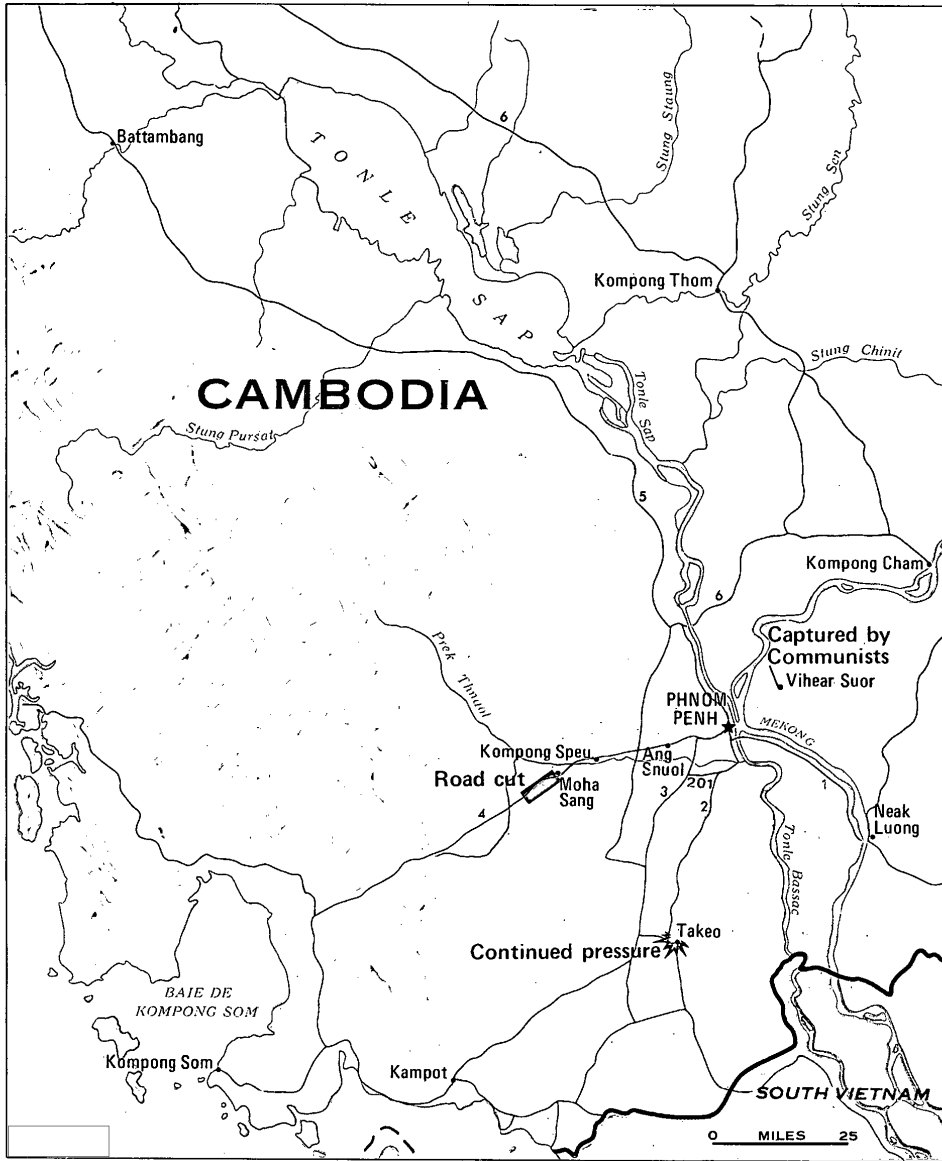 6
Stung Staung
Stung Sen
Battambang
TONLE
SAP
Kompong Thom
Stung Chinit
CAMBODIA
Tonle Sap
Stung Pursat
5
Kompong Cham
6
Captured by
Communists
Vihear Suor
Prek Thnuol
PHNOM
PENH
MEKONG
Kompong Speu
Ang
Snuol
Road cut
Moha
Sang
201
3
2
1
4
Neak
Luong
Tonle Bassac
Takeo
Continued pressure
BAIE DE
KOMPONG SOM
Kompong Som
Kampot
SOUTH VIETNAM
0 MILES 25